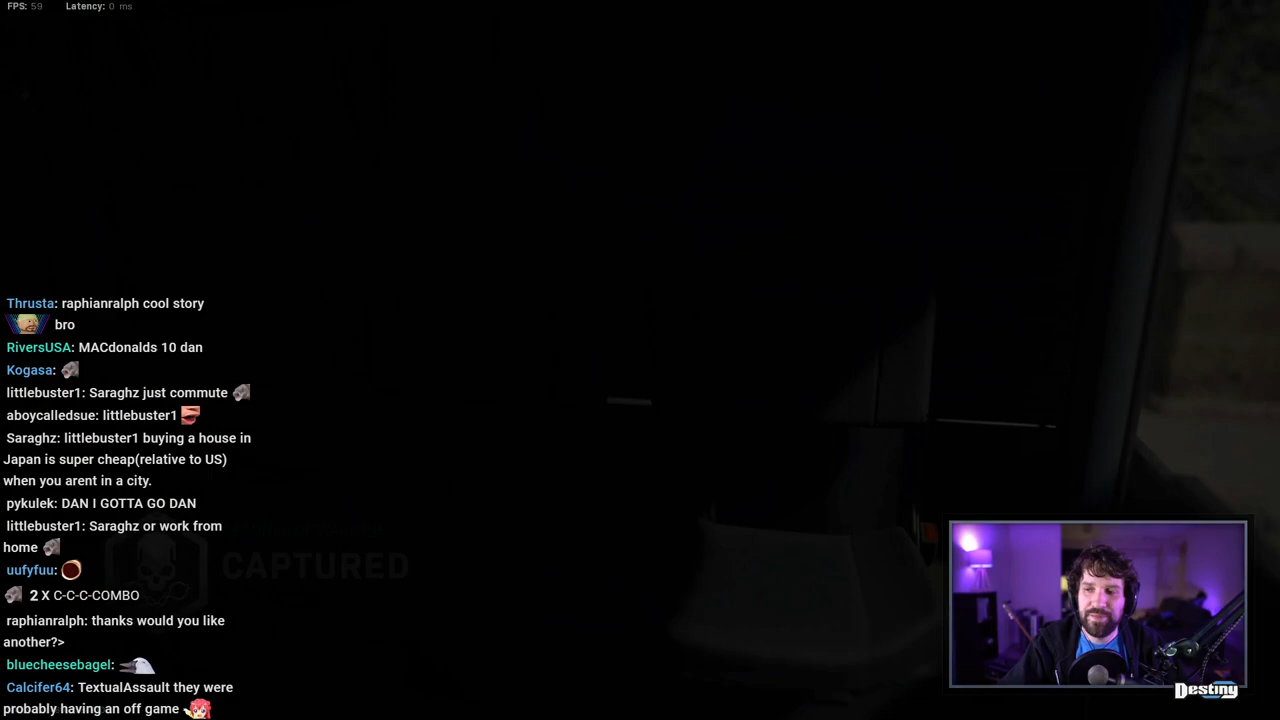 FPS: 59 Latency: 0 ms
Thrusta: raphianralph cool story
bro
RiversUSA: MACdonalds 10 dan
Kogasa:
littlebuster1: Saraghz just commute
aboycalledsue: littlebuster1
Saraghz: littlebuster1 buying a house in
Japan is super cheap(relative to US)
when you arent in a city.
pykulek: DAN I GOTTA GO DAN
littlebuster1: Saraghz or work from
home
CAPTURED
uufyfuu:
2 X C-C-C-COMBO
raphianralph: thanks would you like
another?>
bluecheesebagel:
Calcifer64: TextualAssault they were
probably having an off game
Destiny